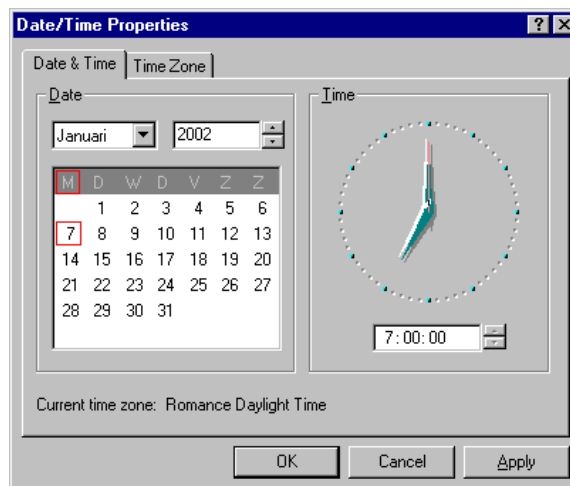 Date/Time Properties
Date & Time Time Zone
Date
Januari 2002
M D W D V Z Z
1 2 3 4 5 6
7 8 9 10 11 12 13
14 15 16 17 18 19 20
21 22 23 24 25 26 27
28 29 30 31
Time
7:00:00
Current time zone: Romance Daylight Time
OK Cancel Apply